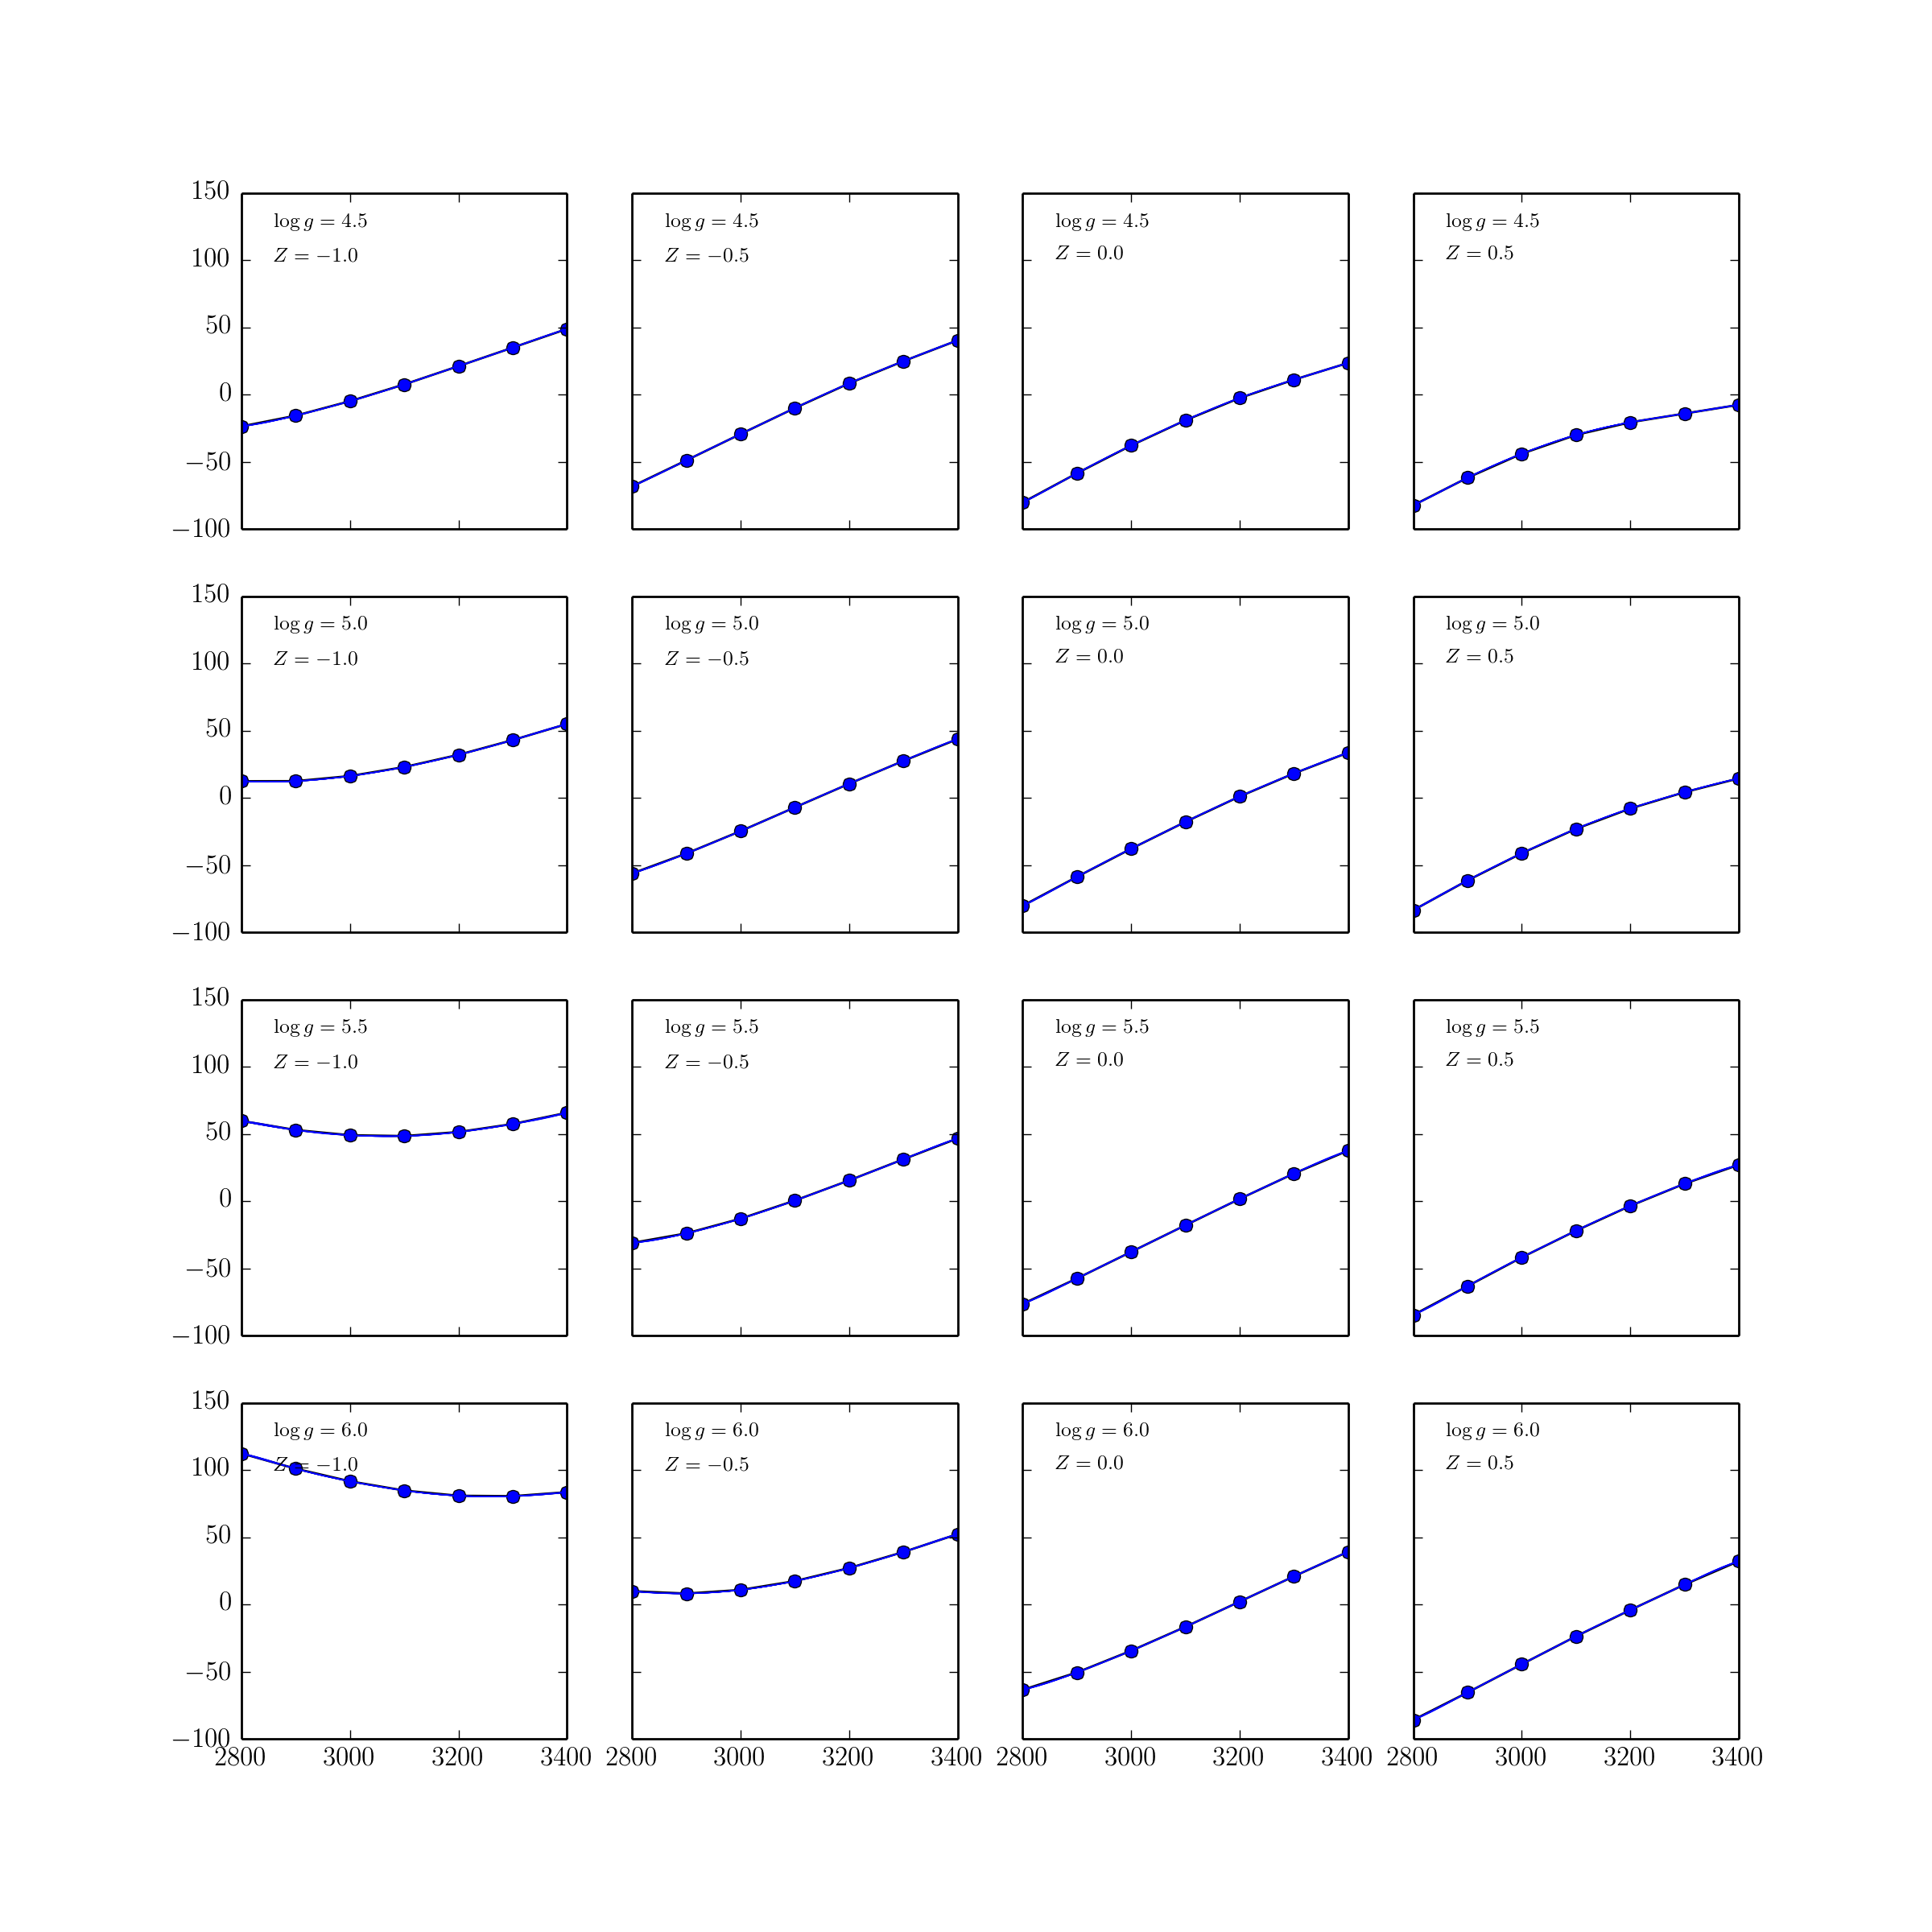 150
log g = 4.5
log g = 4.5
log g = 4.5
log g = 4.5
Z = −1.0
Z = −0.5
Z = 0.0
Z = 0.5
100
50
0
−50
−100
150
log g = 5.0
log g = 5.0
log g = 5.0
log g = 5.0
Z = −1.0
Z = −0.5
Z = 0.0
Z = 0.5
100
50
0
−50
−100
150
log g = 5.5
log g = 5.5
log g = 5.5
log g = 5.5
Z = −1.0
Z = −0.5
Z = 0.0
Z = 0.5
100
50
0
−50
−100
150
log g = 6.0
log g = 6.0
log g = 6.0
log g = 6.0
Z = −1.0
Z = −0.5
Z = 0.0
Z = 0.5
100
50
0
−50
−100
2800 3000 3200 3400 2800 3000 3200 3400 2800 3000 3200 3400 2800 3000 3200 3400